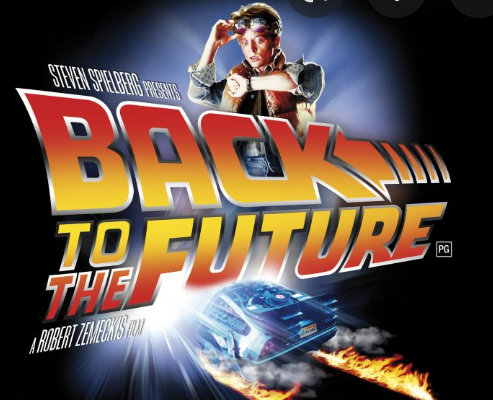 STEVEN SPIELBERG PRESENTS
BACK
TO
THE FUTURE
PG
A ROBERT ZEMECKIS FILM